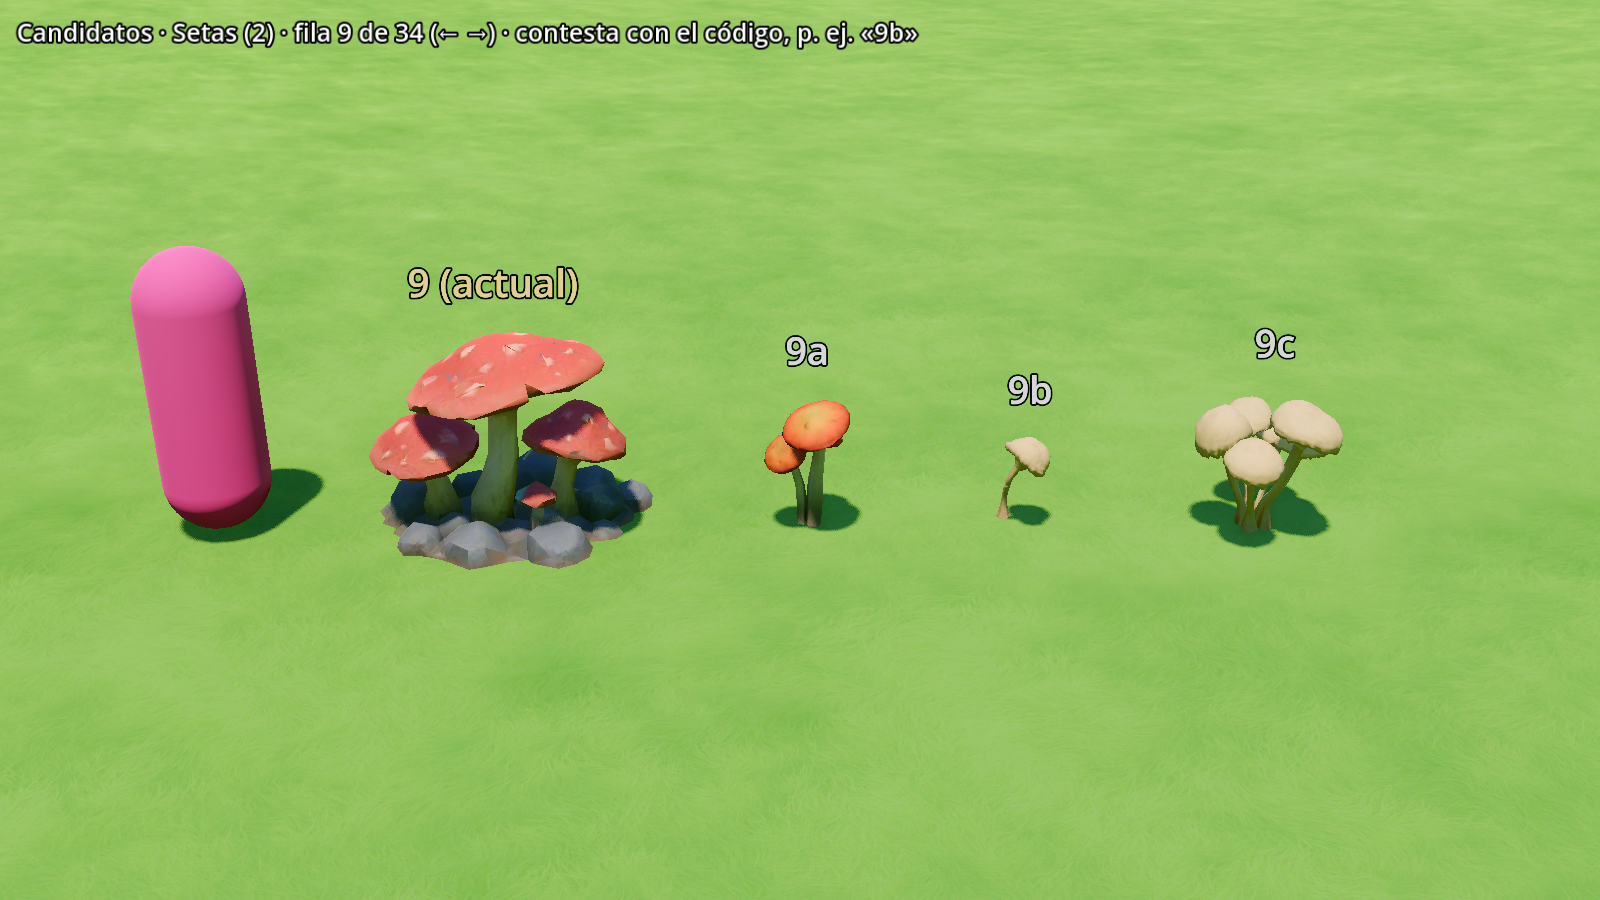 Candidatos · Setas (2) · fila 9 de 34 (← →) · contesta con el código, p. ej. «9b»
9 (actual)
9a
9b
9c